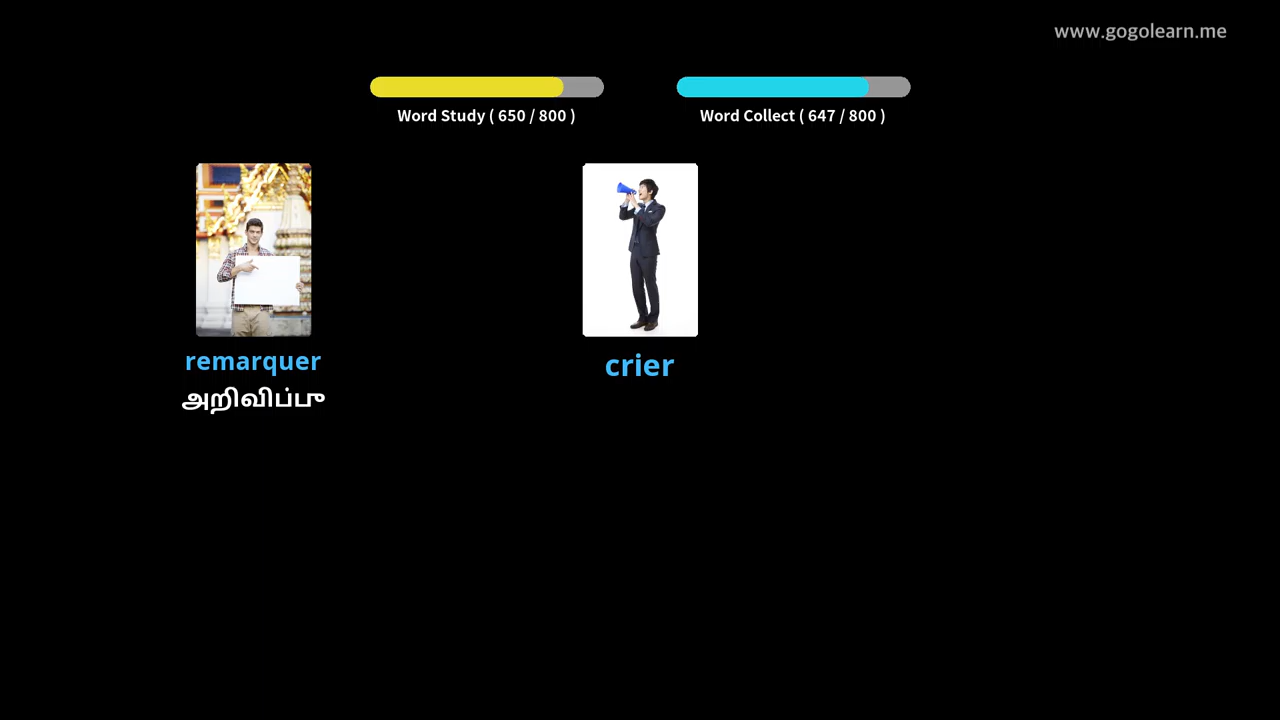 www.gogolearn.me
Word Study ( 650 / 800 )
Word Collect ( 647 / 800 )
remarquer
அறிவிப்பு
crier